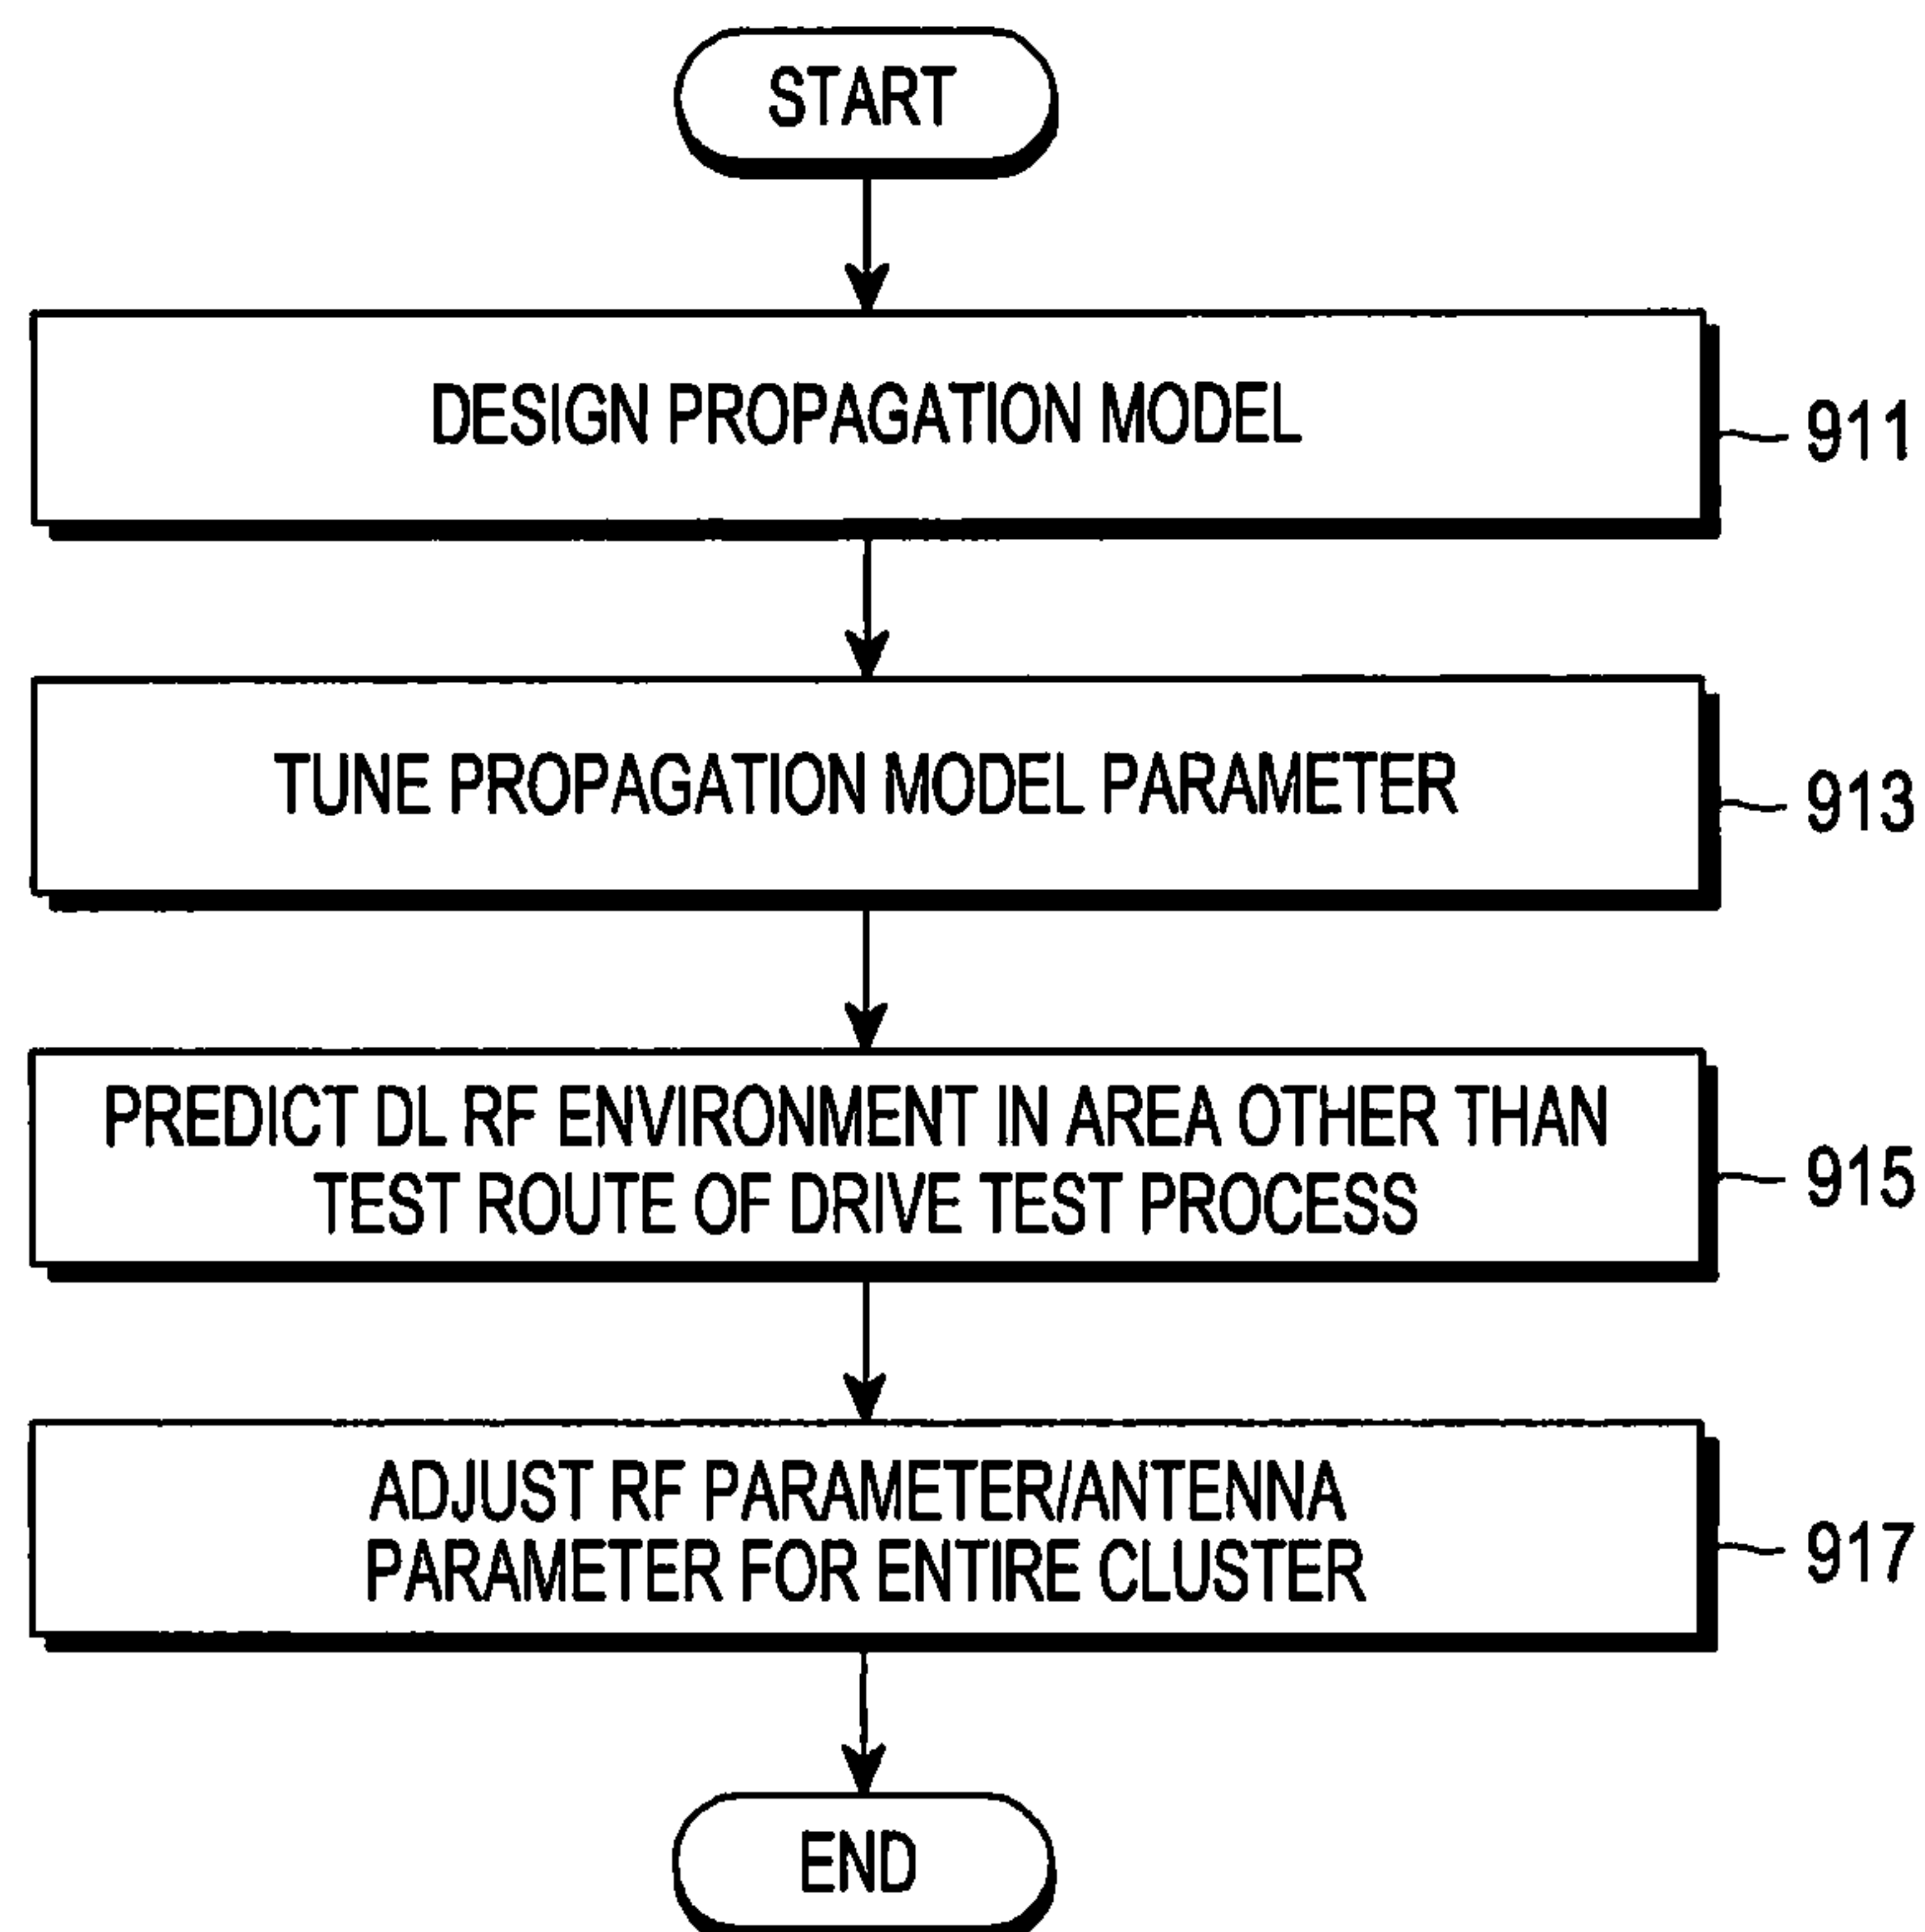 START
DESIGN PROPAGATION MODEL
911
TUNE PROPAGATION MODEL PARAMETER
913
PREDICT DL RF ENVIRONMENT IN AREA OTHER THAN
TEST ROUTE OF DRIVE TEST PROCESS
915
ADJUST RF PARAMETER/ANTENNA
PARAMETER FOR ENTIRE CLUSTER
917
END